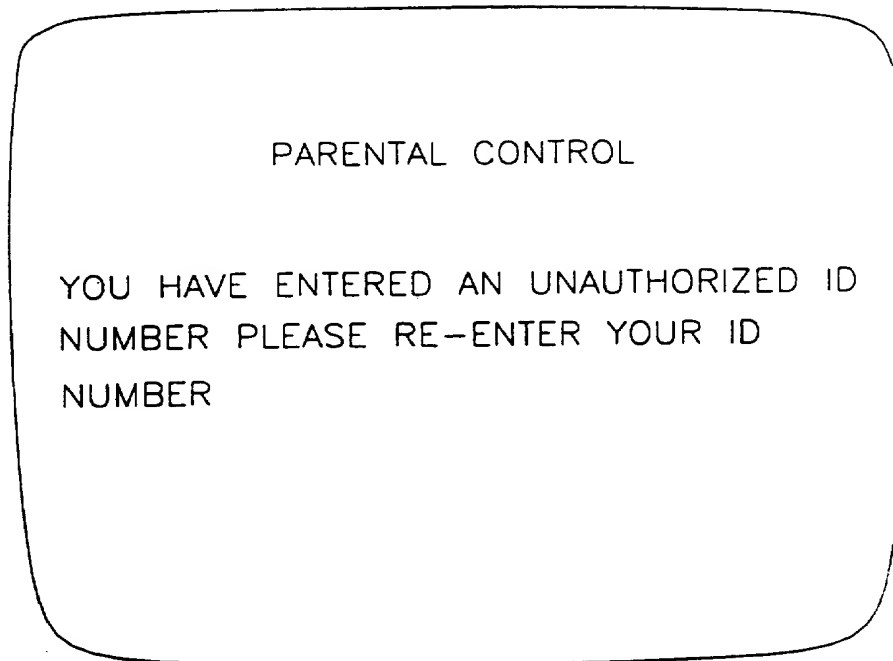 PARENTAL CONTROL
YOU HAVE ENTERED AN UNAUTHORIZED ID
NUMBER PLEASE RE-ENTER YOUR ID
NUMBER